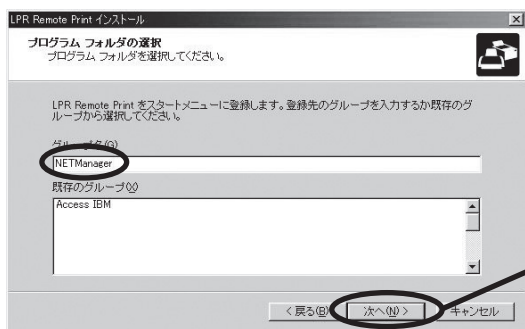 LPR Remote Print インストール
プログラム フォルダの選択
プログラム フォルダを選択してください。
LPR Remote Print をスタートメニューに登録します。登録先のグループを入力するか既存のグ
ループから選択してください。
グループ名(G)
NETManager
既存のグループ(X)
Access IBM
< 戻る(B)
次へ(N) >
キャンセル